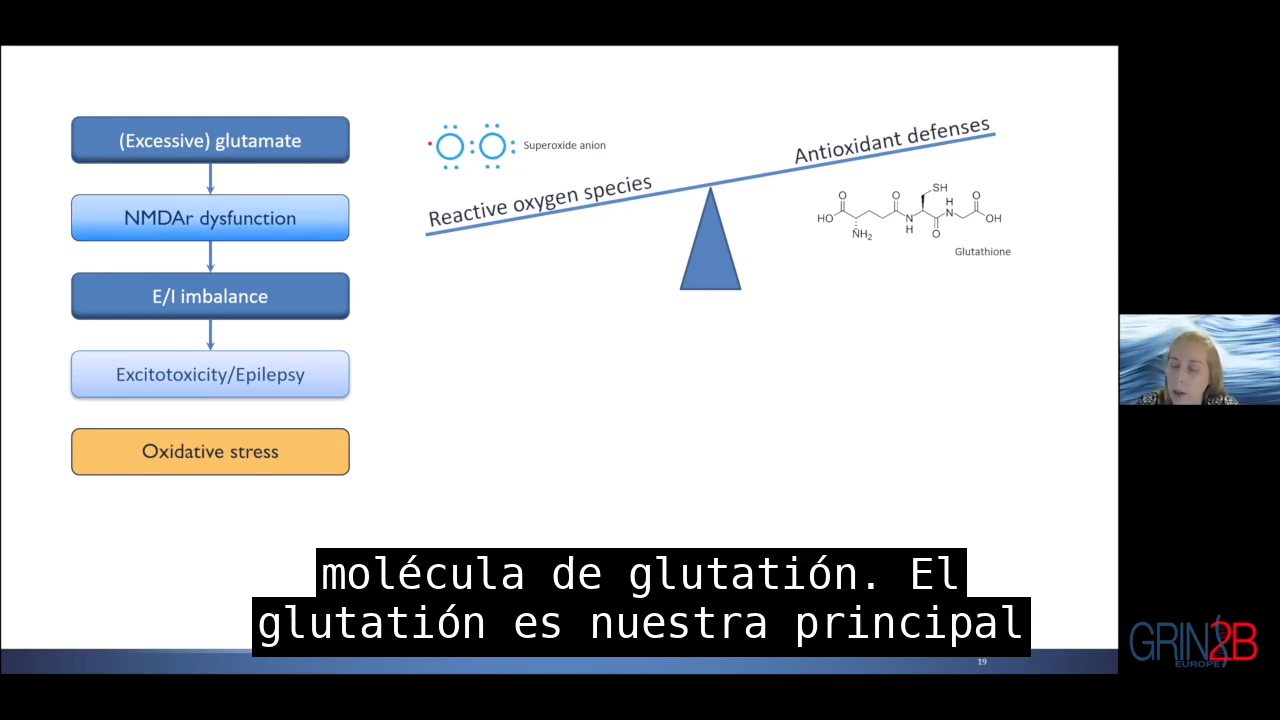 (Excessive) glutamate
NMDAr dysfunction
E/I imbalance
Excitotoxicity/Epilepsy
Oxidative stress
Superoxide anion
Reactive oxygen species
Antioxidant defenses
O
HO
NH₂
O
N
H
SH
O
H
N
O
OH
Glutathione
molécula de glutatión. El
glutatión es nuestra principal
19
GRIN2B
EUROPE